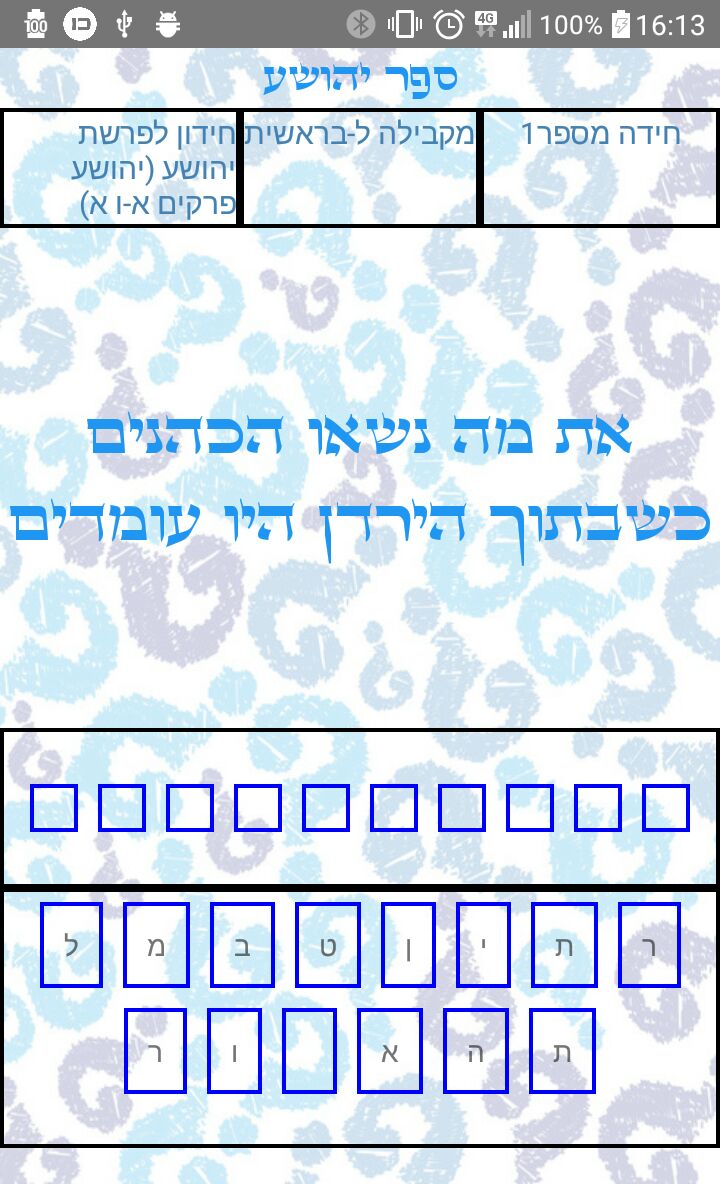 100 4G 100% 16:13
ספר יהושע
חידה מספר1
מקבילה ל-בראשית
חידון לפרשת
יהושע (יהושע
פרקים א-ו א)
את מה נשאו הכהנים
כשבתוך הירדן היו עומדים
ר ת י ן ט ב מ ל
ת ה א ו ר